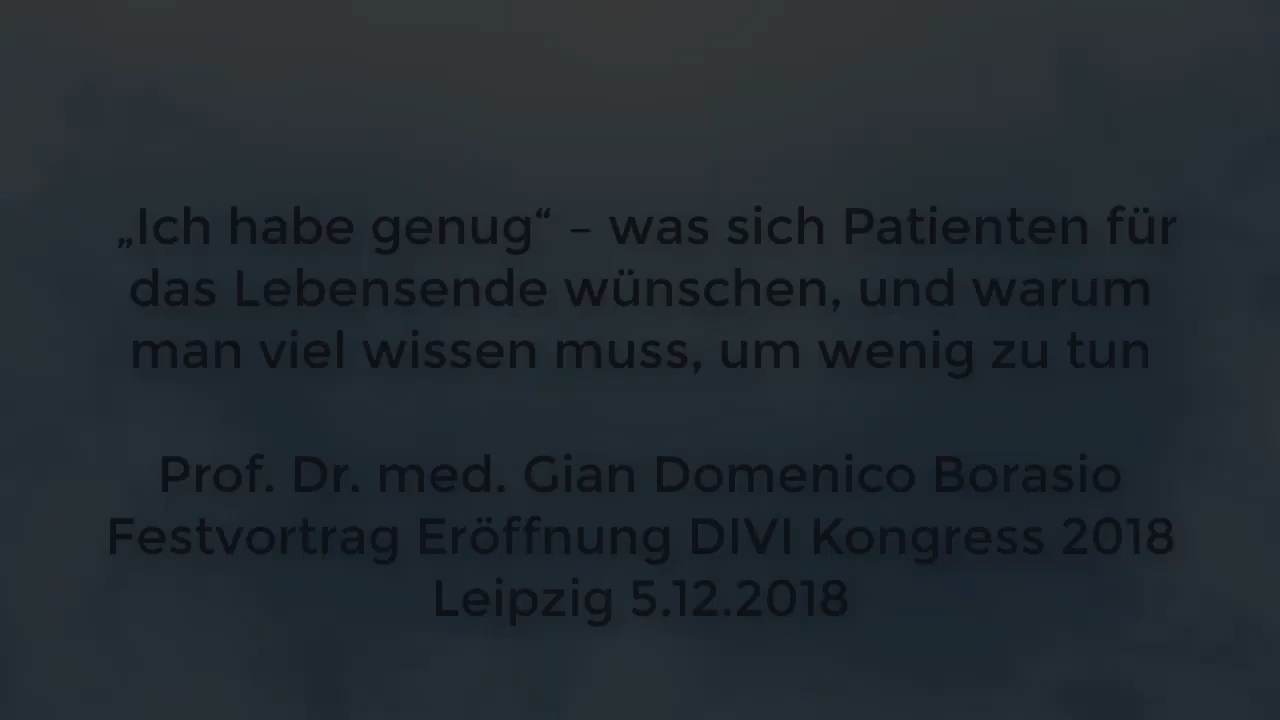 „Ich habe genug“ – was sich Patienten für
das Lebensende wünschen, und warum
man viel wissen muss, um wenig zu tun
Prof. Dr. med. Gian Domenico Borasio
Festvortrag Eröffnung DIVI Kongress 2018
Leipzig 5.12.2018